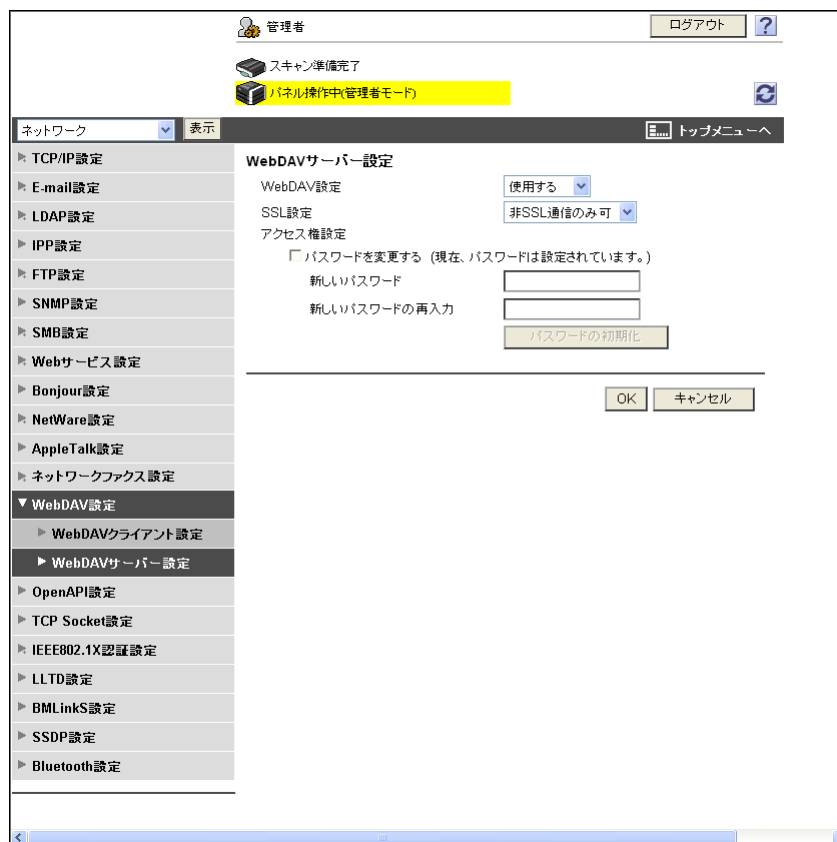 管理者
ログアウト
?
スキャン準備完了
パネル操作中(管理者モード)
ネットワーク
表示
トップメニューへ
TCP/IP設定
E-mail設定
LDAP設定
IPP設定
FTP設定
SNMP設定
SMB設定
Webサービス設定
Bonjour設定
NetWare設定
AppleTalk設定
ネットワークファクス設定
WebDAV設定
WebDAVクライアント設定
WebDAVサーバー設定
OpenAPI設定
TCP Socket設定
IEEE802.1X認証設定
LLTD設定
BMLinkS設定
SSDP設定
Bluetooth設定
WebDAVサーバー設定
WebDAV設定 使用する
SSL設定 非SSL通信のみ可
アクセス権設定
パスワードを変更する (現在、パスワードは設定されています。)
新しいパスワード
新しいパスワードの再入力
パスワードの初期化
OK キャンセル